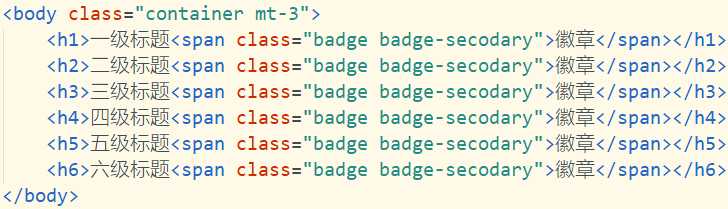 <body class="container mt-3">
<h1>一级标题<span class="badge badge-secodary">徽章</span></h1>
<h2>二级标题<span class="badge badge-secodary">徽章</span></h2>
<h3>三级标题<span class="badge badge-secodary">徽章</span></h3>
<h4>四级标题<span class="badge badge-secodary">徽章</span></h4>
<h5>五级标题<span class="badge badge-secodary">徽章</span></h5>
<h6>六级标题<span class="badge badge-secodary">徽章</span></h6>
</body>